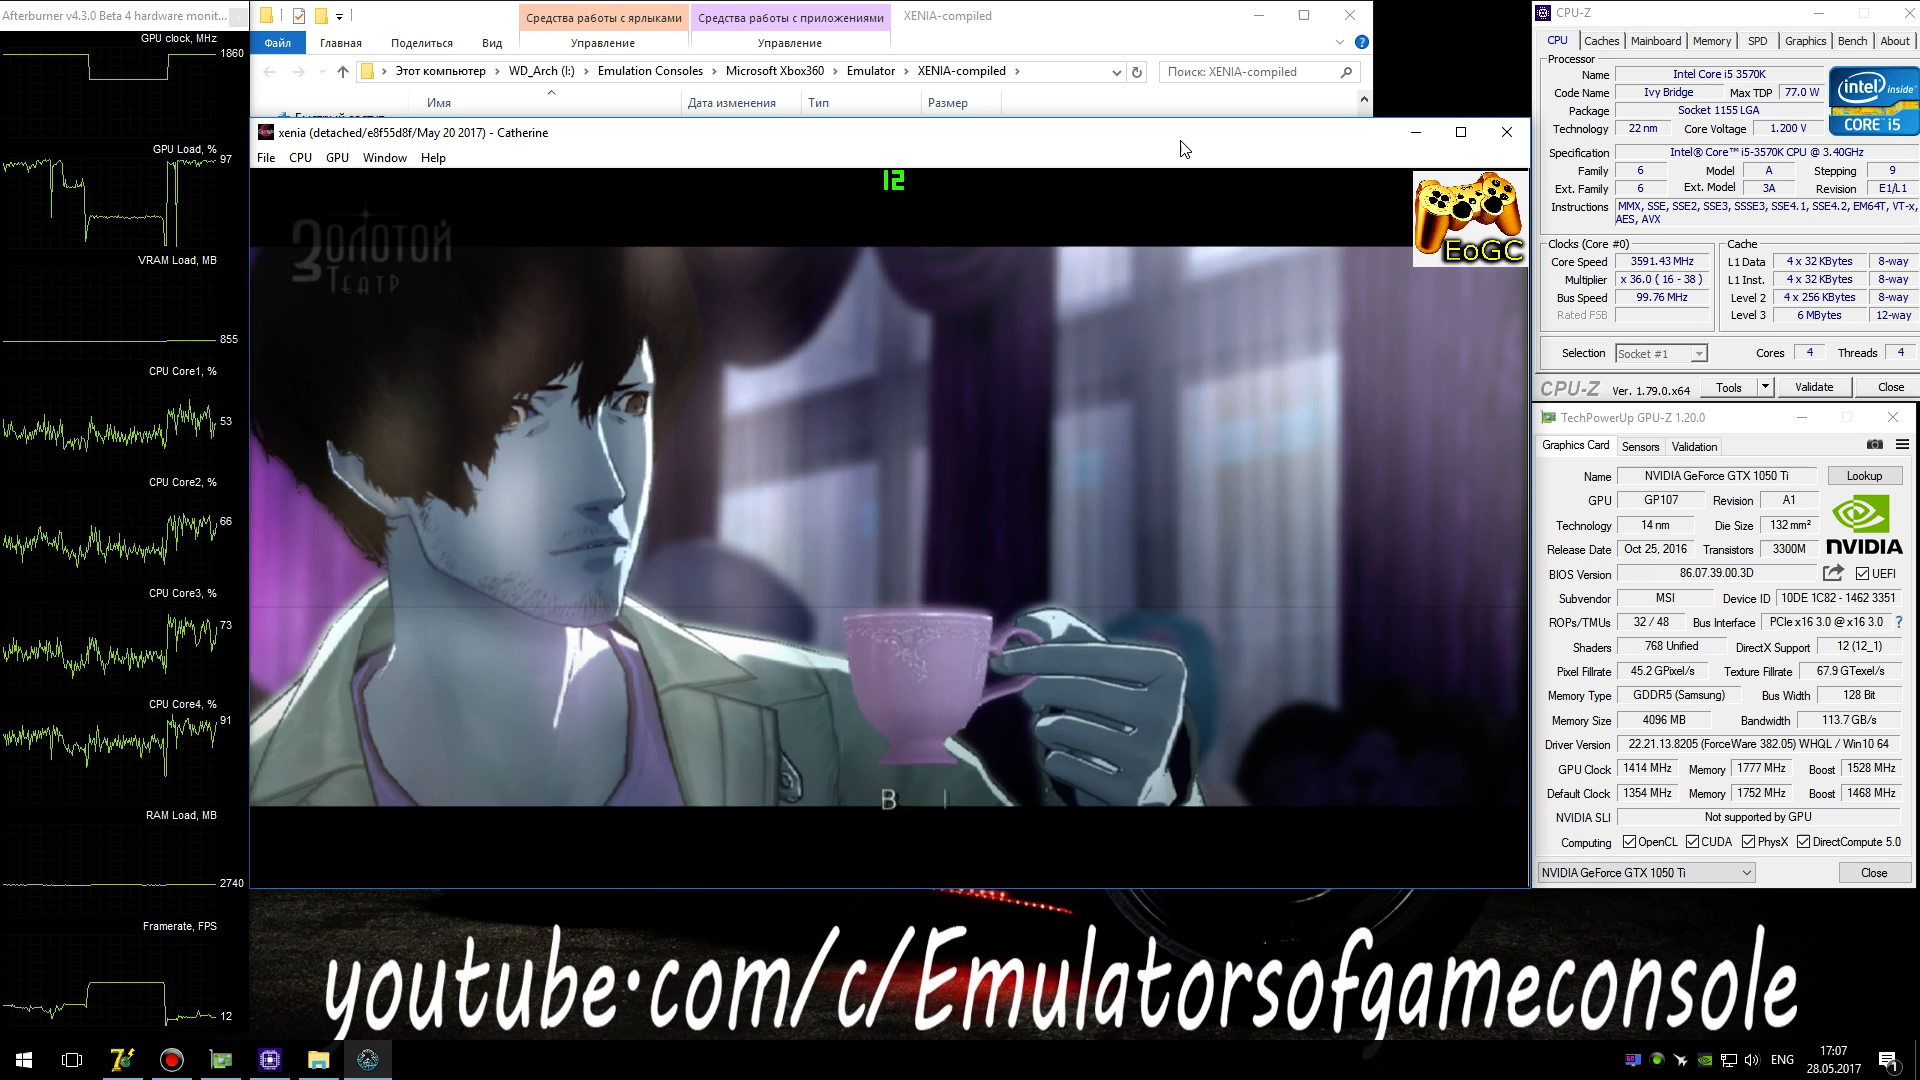 Afterburner v4.3.0 Beta 4 hardware monit...
GPU clock, MHz
1860
GPU Load, %
97
VRAM Load, MB
855
CPU Core1, %
53
CPU Core2, %
66
CPU Core3, %
73
CPU Core4, %
91
RAM Load, MB
2740
Framerate, FPS
12
Средства работы с ярлыками
Средства работы с приложениями
XENIA-compiled
Файл
Главная
Поделиться
Вид
Управление
Управление
Этот компьютер
WD_Arch (I:)
Emulation Consoles
Microsoft Xbox360
Emulator
XENIA-compiled
Поиск: XENIA-compiled
Имя
Дата изменения
Тип
Размер
xenia (detached/e8f55d8f/May 20 2017) - Catherine
File CPU GPU Window Help
12
Золотой
Театр
EoGC
B
CPU-Z
CPU Caches Mainboard Memory SPD Graphics Bench About
Processor
Name Intel Core i5 3570K
Code Name Ivy Bridge Max TDP 77.0 W
Package Socket 1155 LGA
Technology 22 nm Core Voltage 1.200 V
intel inside™
CORE i5
Specification Intel® Core™ i5-3570K CPU @ 3.40GHz
Family 6 Model A Stepping 9
Ext. Family 6 Ext. Model 3A Revision E1/L1
Instructions MMX, SSE, SSE2, SSE3, SSSE3, SSE4.1, SSE4.2, EM64T, VT-x,
AES, AVX
Clocks (Core #0)
Core Speed 3591.43 MHz
Multiplier x 36.0 ( 16 - 38 )
Bus Speed 99.76 MHz
Rated FSB
Cache
L1 Data 4 x 32 KBytes 8-way
L1 Inst. 4 x 32 KBytes 8-way
Level 2 4 x 256 KBytes 8-way
Level 3 6 MBytes 12-way
Selection Socket #1 Cores 4 Threads 4
CPU-Z Ver. 1.79.0.x64 Tools Validate Close
TechPowerUp GPU-Z 1.20.0
Graphics Card Sensors Validation
Name NVIDIA GeForce GTX 1050 Ti Lookup
GPU GP107 Revision A1
Technology 14 nm Die Size 132 mm²
Release Date Oct 25, 2016 Transistors 3300M
NVIDIA
BIOS Version 86.07.39.00.3D UEFI
Subvendor MSI Device ID 10DE 1C82 - 1462 3351
ROPs/TMUs 32 / 48 Bus Interface PCIe x16 3.0 @ x16 3.0 ?
Shaders 768 Unified DirectX Support 12 (12_1)
Pixel Fillrate 45.2 GPixel/s Texture Fillrate 67.9 GTexel/s
Memory Type GDDR5 (Samsung) Bus Width 128 Bit
Memory Size 4096 MB Bandwidth 113.7 GB/s
Driver Version 22.21.13.8205 (ForceWare 382.05) WHQL / Win10 64
GPU Clock 1414 MHz Memory 1777 MHz Boost 1528 MHz
Default Clock 1354 MHz Memory 1752 MHz Boost 1468 MHz
NVIDIA SLI Not supported by GPU
Computing OpenCL CUDA PhysX DirectCompute 5.0
NVIDIA GeForce GTX 1050 Ti Close
youtube.com/c/Emulatorsofgameconsole
ENG
17:07
28.05.2017
1